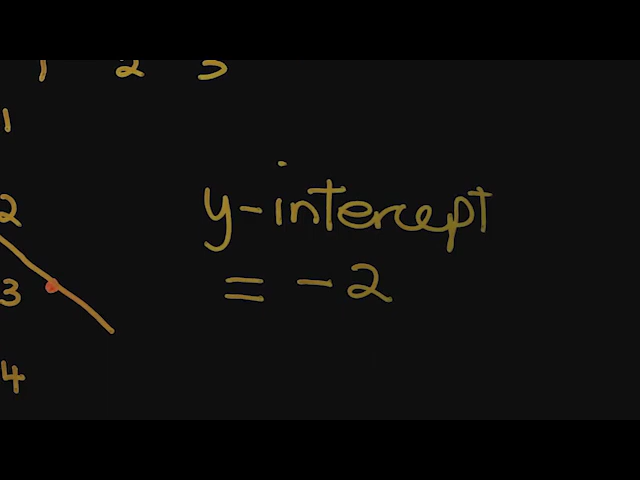 1 2 3
1
2
3
4
y-intercept
= -2